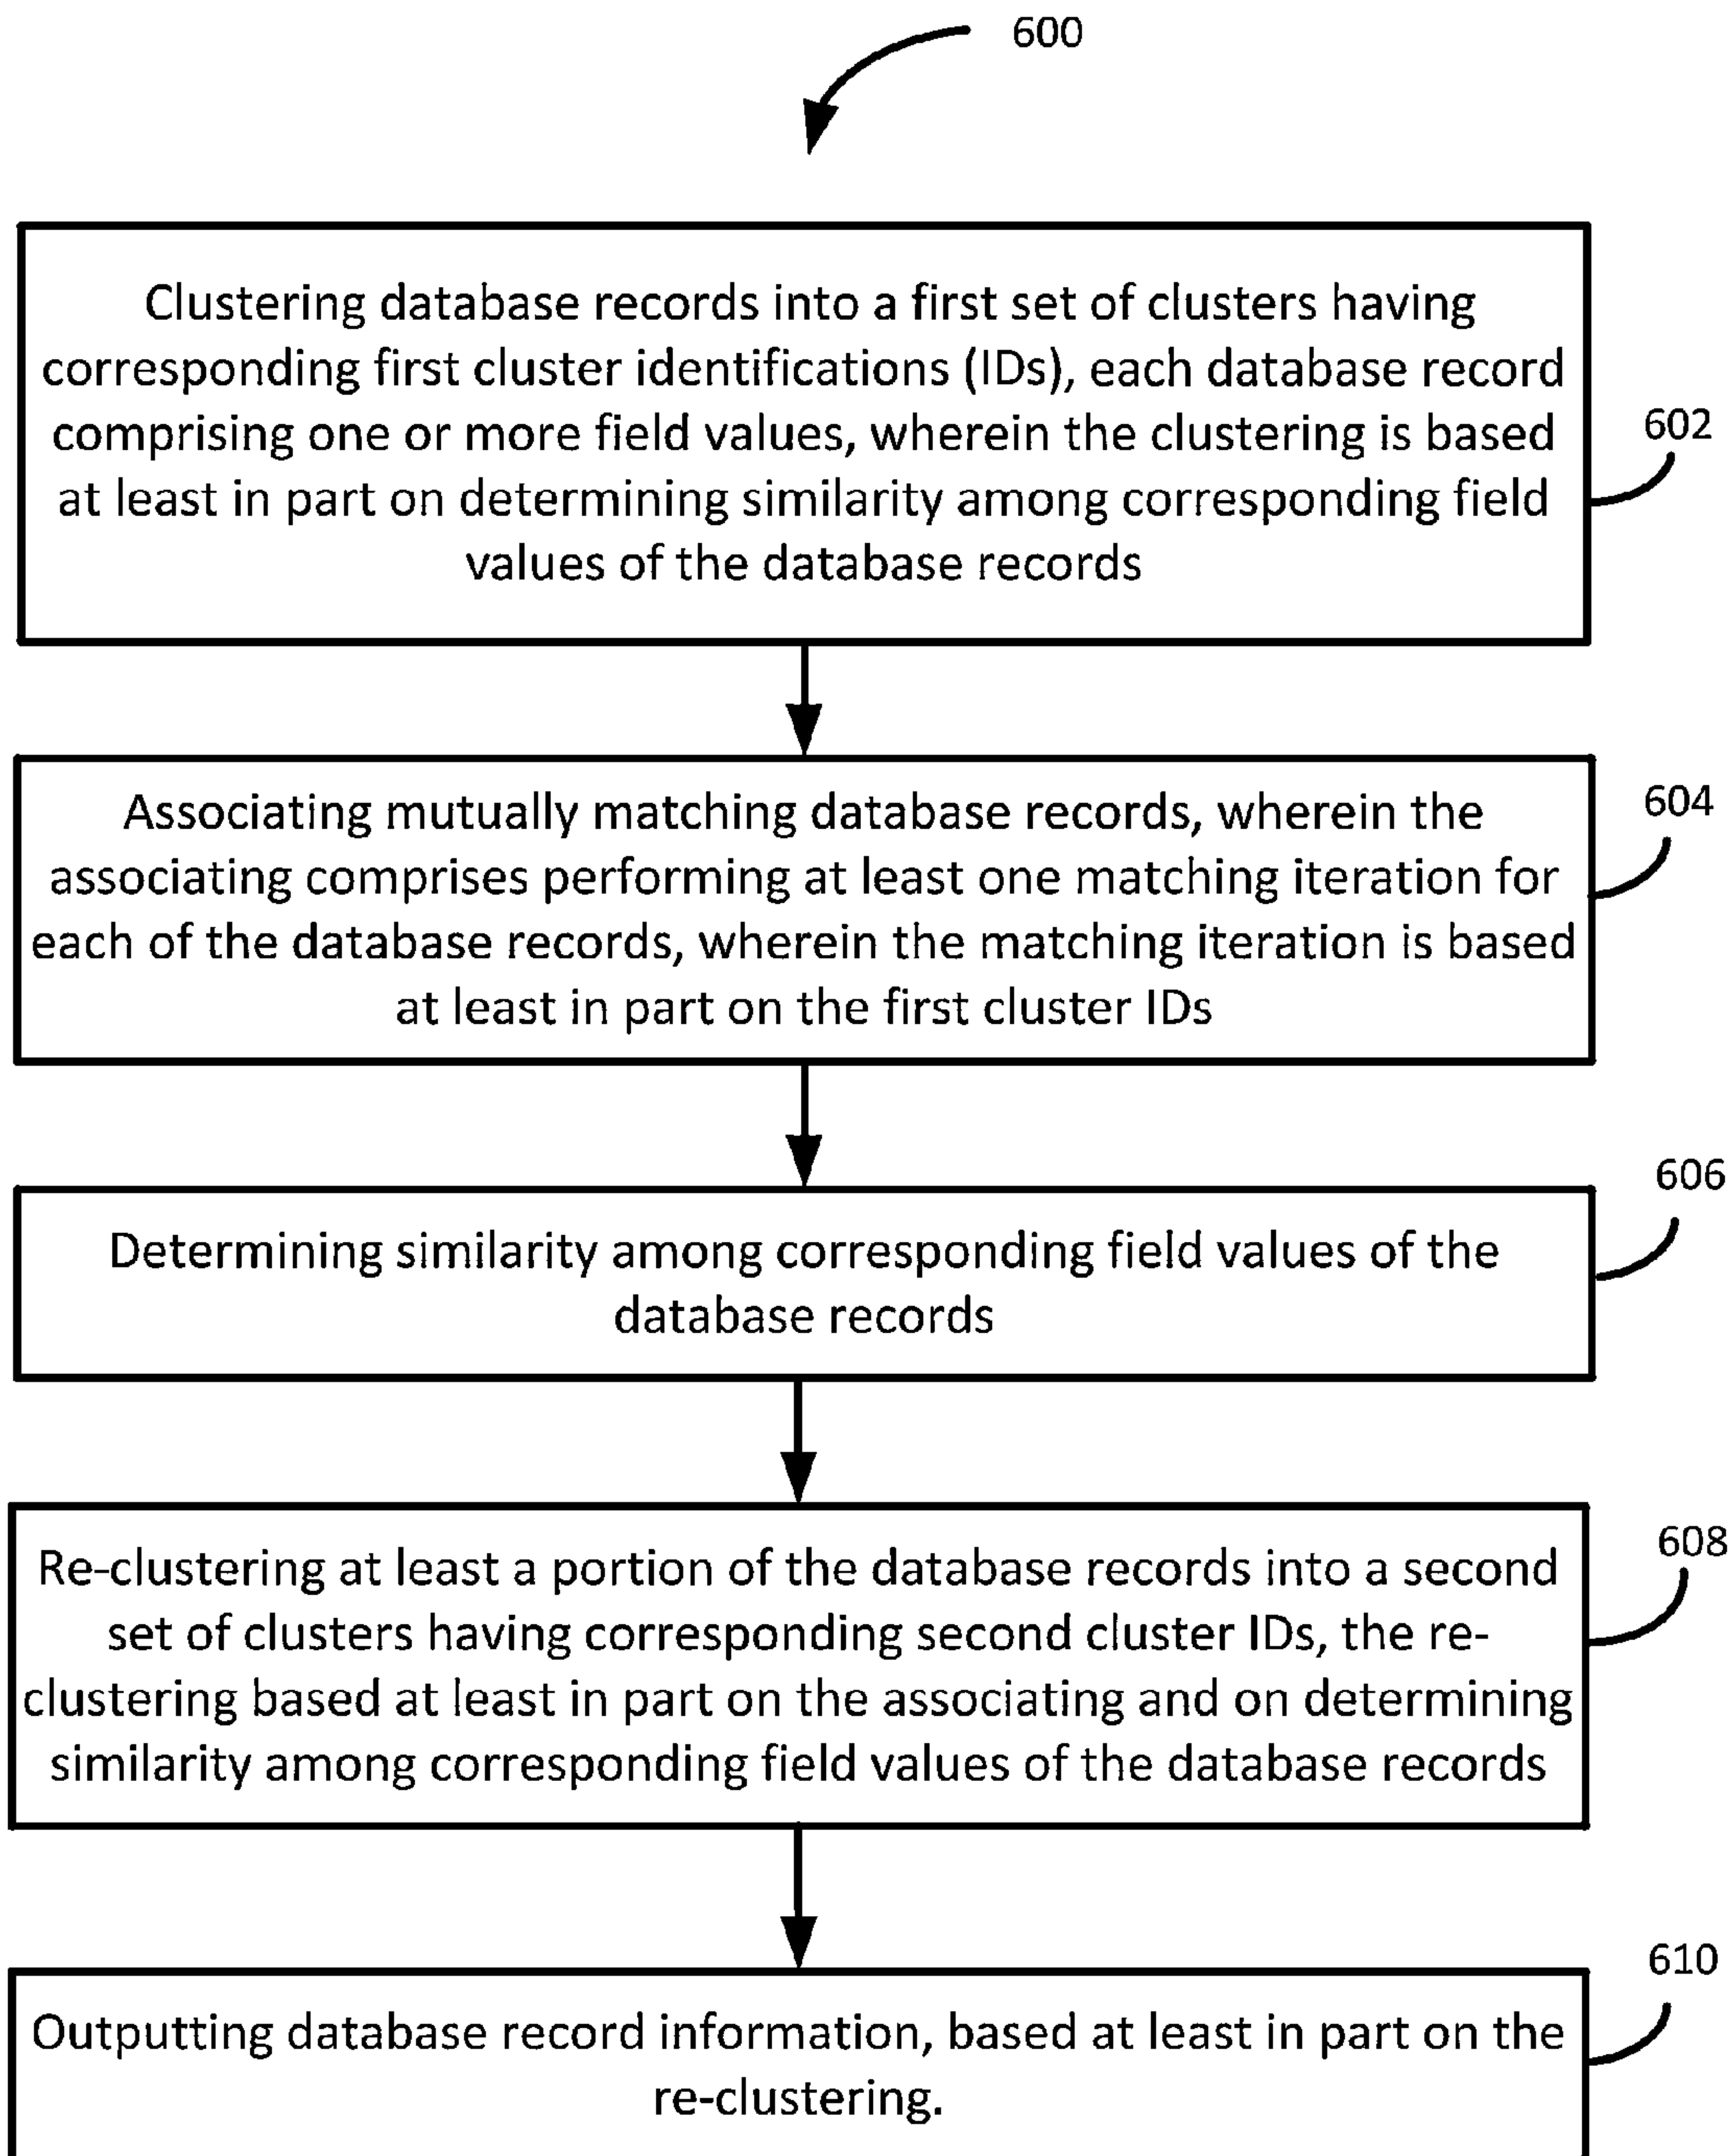 600
Clustering database records into a first set of clusters having
corresponding first cluster identifications (IDs), each database record
comprising one or more field values, wherein the clustering is based
at least in part on determining similarity among corresponding field
values of the database records
602
Associating mutually matching database records, wherein the
associating comprises performing at least one matching iteration for
each of the database records, wherein the matching iteration is based
at least in part on the first cluster IDs
604
Determining similarity among corresponding field values of the
database records
606
Re-clustering at least a portion of the database records into a second
set of clusters having corresponding second cluster IDs, the re-
clustering based at least in part on the associating and on determining
similarity among corresponding field values of the database records
608
Outputting database record information, based at least in part on the
re-clustering.
610